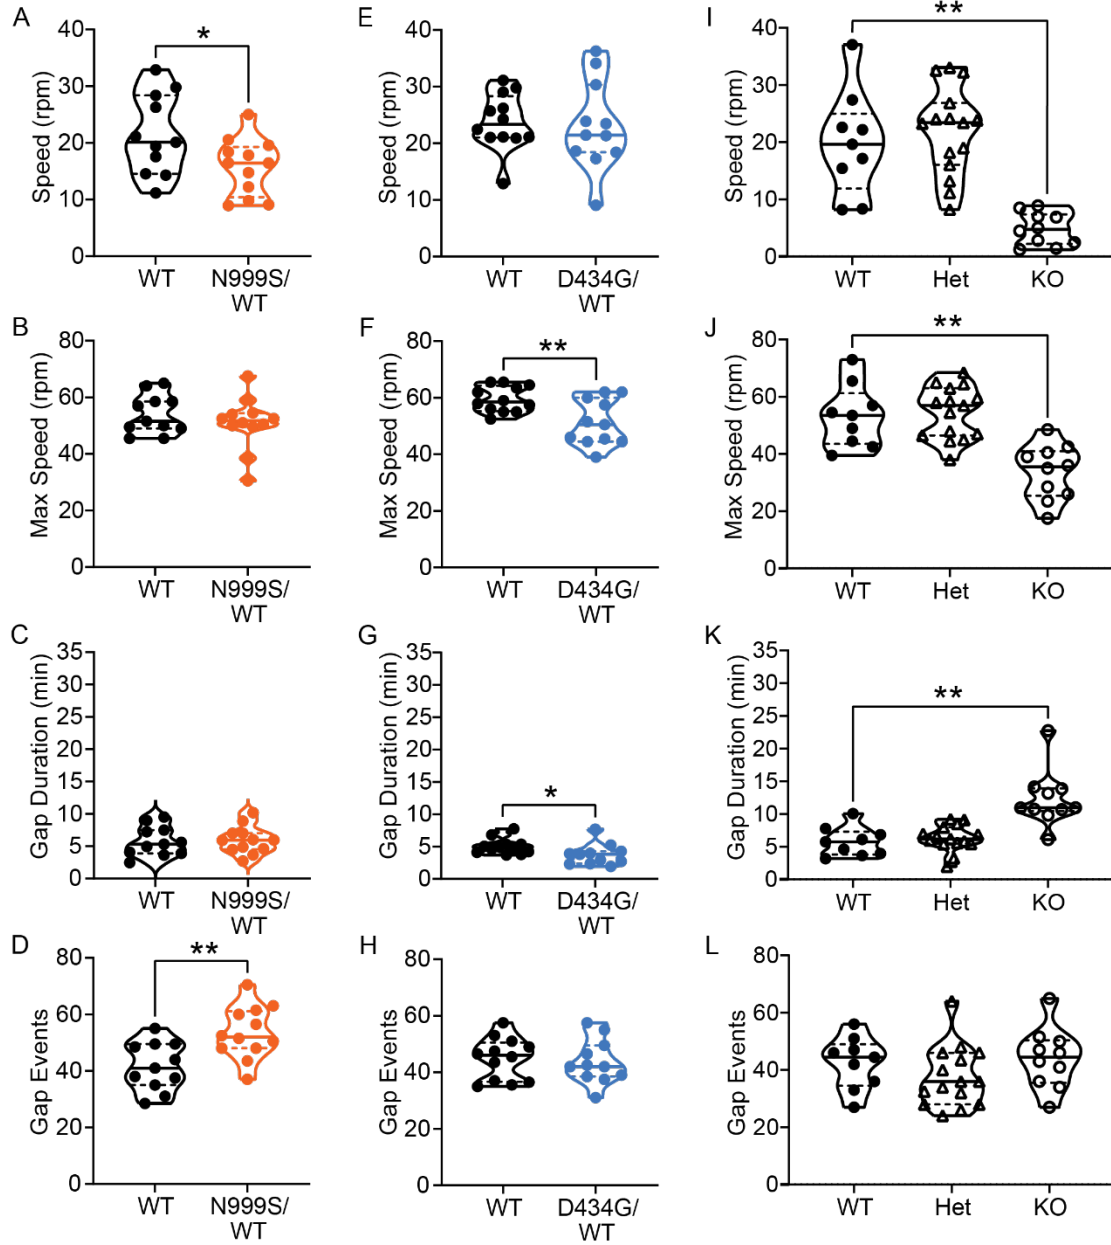 A
Speed (rpm)
40
30
20
10
0
*
WT
N999S/
WT
E
Speed (rpm)
40
30
20
10
0
WT
D434G/
WT
I
Speed (rpm)
40
30
20
10
0
**
WT
Het
KO
B
Max Speed (rpm)
80
60
40
20
0
WT
N999S/
WT
F
Max Speed (rpm)
80
60
40
20
0
**
WT
D434G/
WT
J
Max Speed (rpm)
80
60
40
20
0
**
WT
Het
KO
C
Gap Duration (min)
35
30
25
20
15
10
5
0
WT
N999S/
WT
G
Gap Duration (min)
35
30
25
20
15
10
5
0
*
WT
D434G/
WT
K
Gap Duration (min)
35
30
25
20
15
10
5
0
**
WT
Het
KO
D
Gap Events
80
60
40
20
0
**
WT
N999S/
WT
H
Gap Events
80
60
40
20
0
WT
D434G/
WT
L
Gap Events
80
60
40
20
0
WT
Het
KO